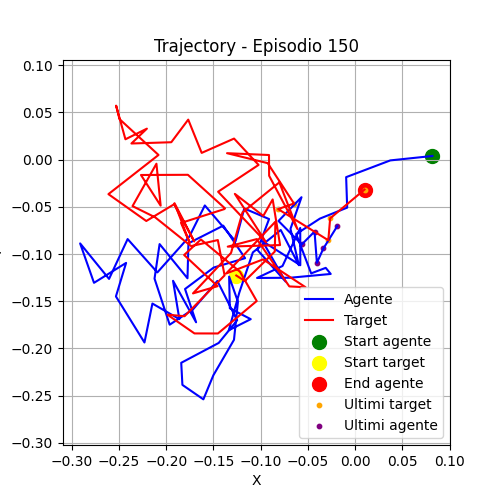 Trajectory - Episodio 150
0.10
0.05
0.00
−0.05
−0.10
−0.15
−0.20
−0.25
−0.30
Agente
Target
Start agente
Start target
End agente
Ultimi target
Ultimi agente
−0.30 −0.25 −0.20 −0.15 −0.10 −0.05 0.00 0.05 0.10
X